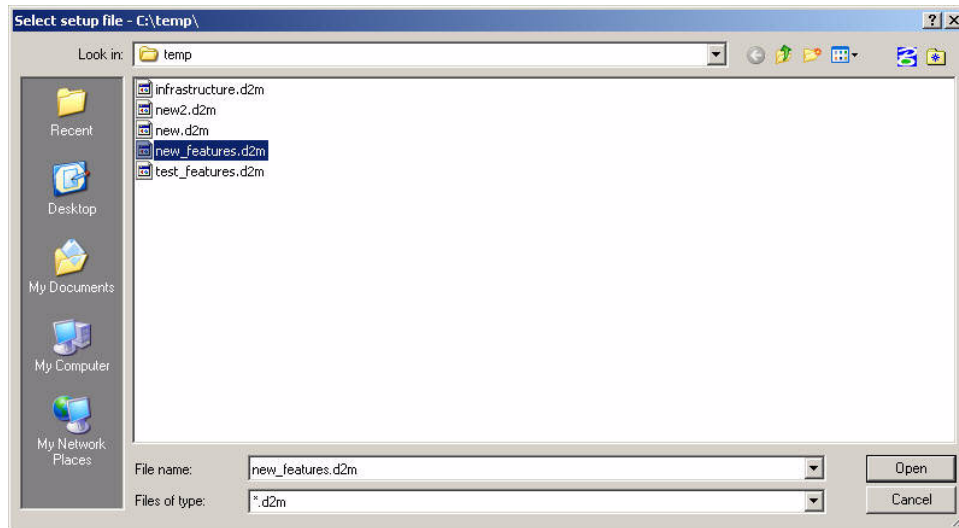 Select setup file - C:\temp\
Look in:
temp
Recent
Desktop
My Documents
My Computer
My Network
Places
infrastructure.d2m
new2.d2m
new.d2m
new_features.d2m
test_features.d2m
File name:
new_features.d2m
Open
Files of type:
*.d2m
Cancel